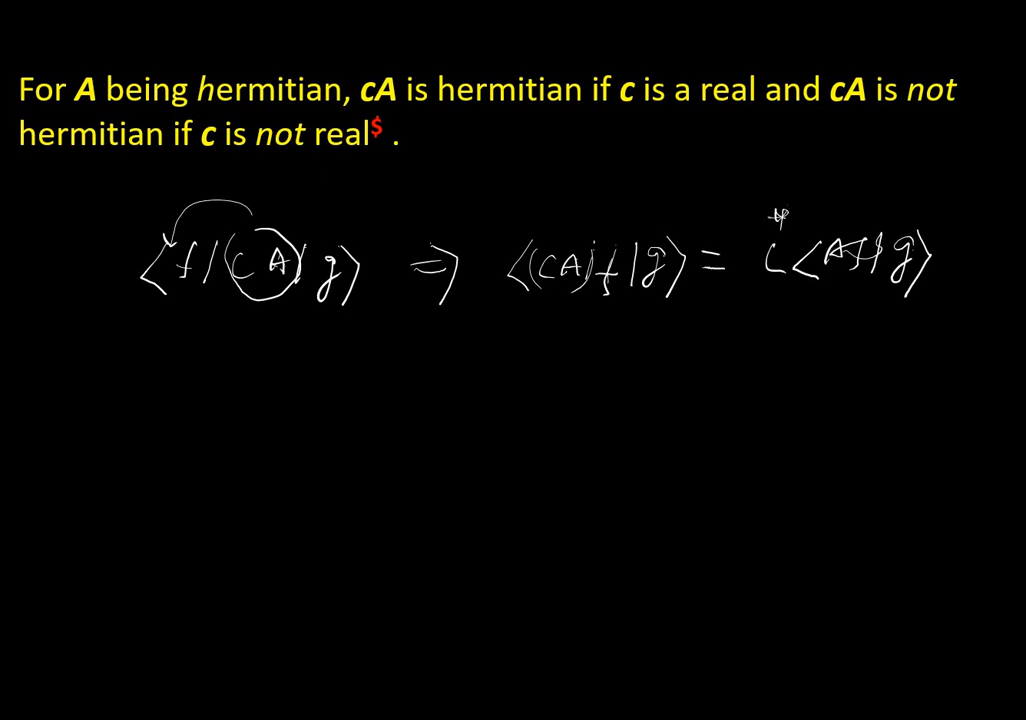 For A being hermitian, cA is hermitian if c is a real and cA is not
hermitian if c is not real$ .
⟨f|(cA)|g⟩ ⇒ ⟨(cA)f|g⟩ = c*⟨Af|g⟩